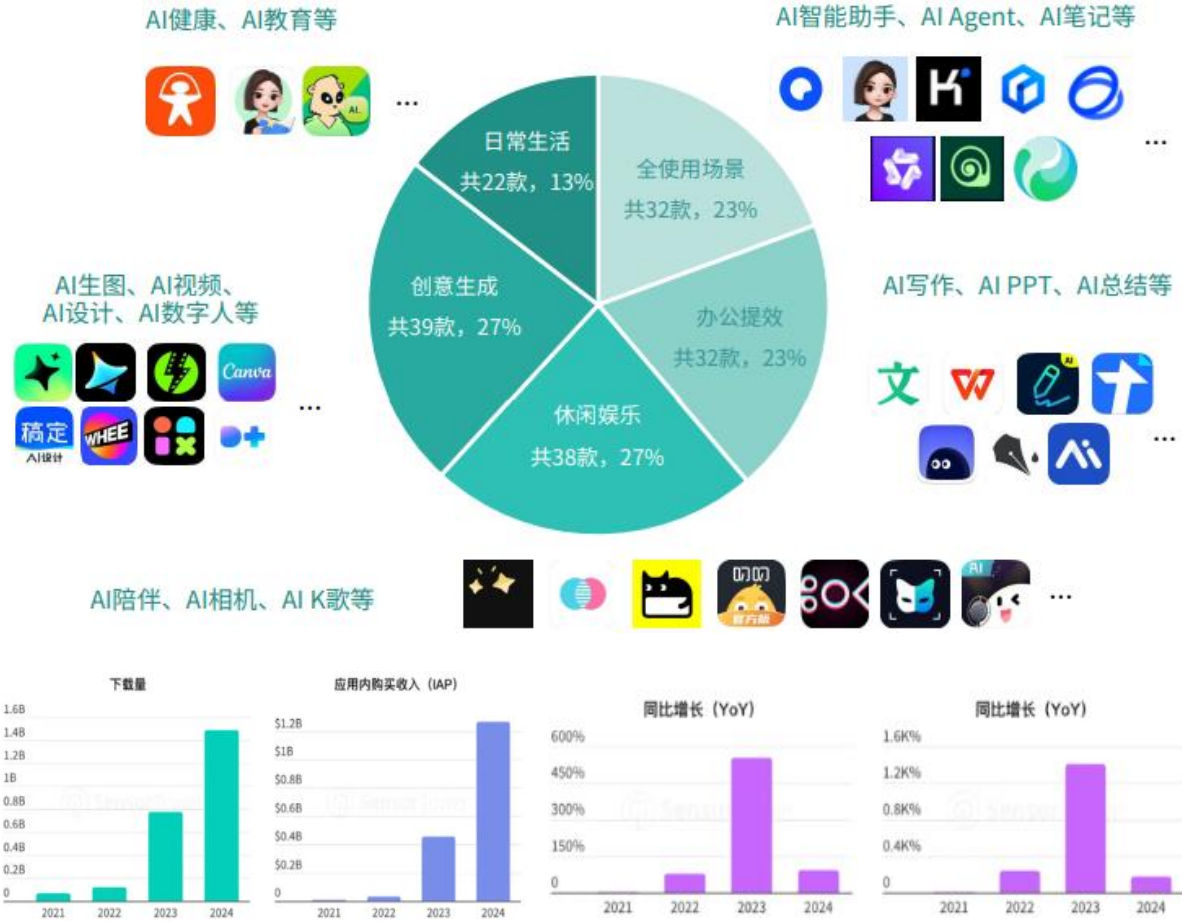 AI健康、AI教育等
AI智能助手、AI Agent、AI笔记等
AI.
...
日常生活
共22款，13%
全使用场景
共32款，23%
...
AI生图、AI视频、
AI设计、AI数字人等
创意生成
共39款，27%
办公提效
共32款，23%
AI写作、AI PPT、AI总结等
Canva
稿定
AI设计
WHEE
...
休闲娱乐
共38款，27%
文
W
AI
...
AI陪伴、AI相机、AI K歌等
叨叨
官方版
AI
...
下载量
1.6B
1.4B
1.2B
1B
0.8B
0.6B
0.4B
0.2B
0
2021 2022 2023 2024
应用内购买收入（IAP）
$1.2B
$1B
$0.8B
$0.6B
$0.4B
$0.2B
0
2021 2022 2023 2024
同比增长（YoY）
600%
450%
300%
150%
0
2021 2022 2023 2024
同比增长（YoY）
1.6K%
1.2K%
0.8K%
0.4K%
0
2021 2022 2023 2024